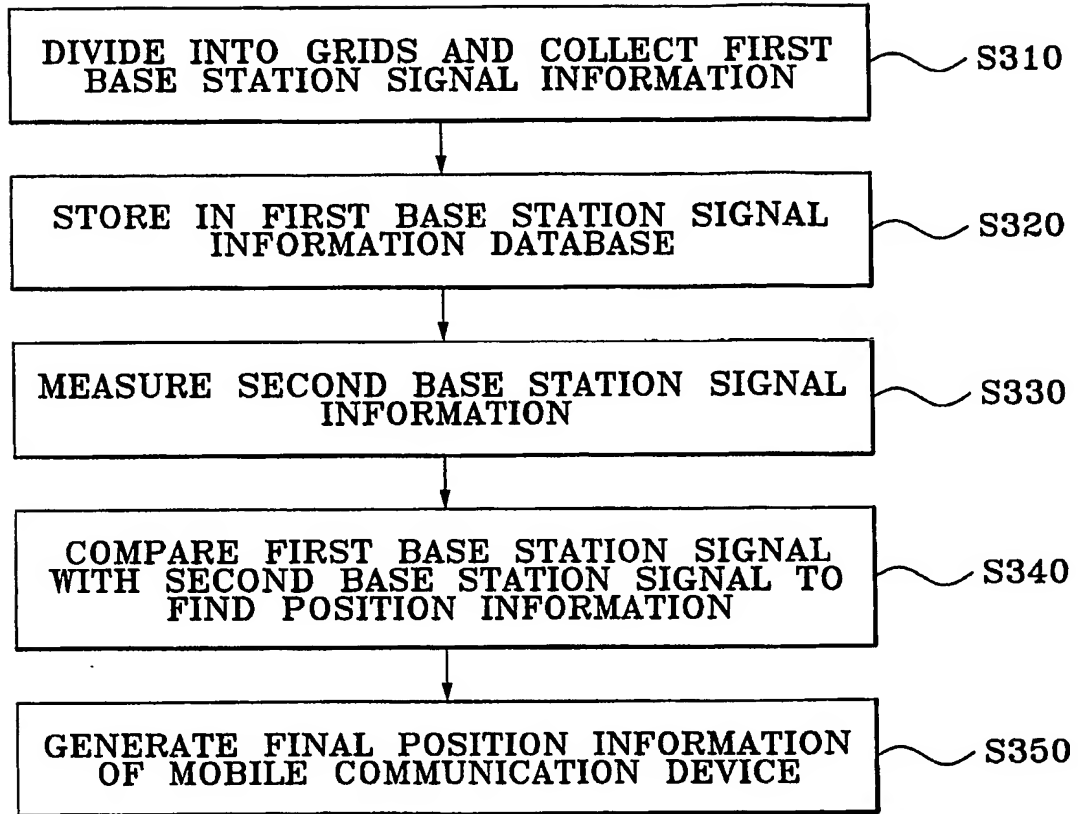 DIVIDE INTO GRIDS AND COLLECT FIRST
BASE STATION SIGNAL INFORMATION
S310
STORE IN FIRST BASE STATION SIGNAL
INFORMATION DATABASE
S320
MEASURE SECOND BASE STATION SIGNAL
INFORMATION
S330
COMPARE FIRST BASE STATION SIGNAL
WITH SECOND BASE STATION SIGNAL TO
FIND POSITION INFORMATION
S340
GENERATE FINAL POSITION INFORMATION
OF MOBILE COMMUNICATION DEVICE
S350